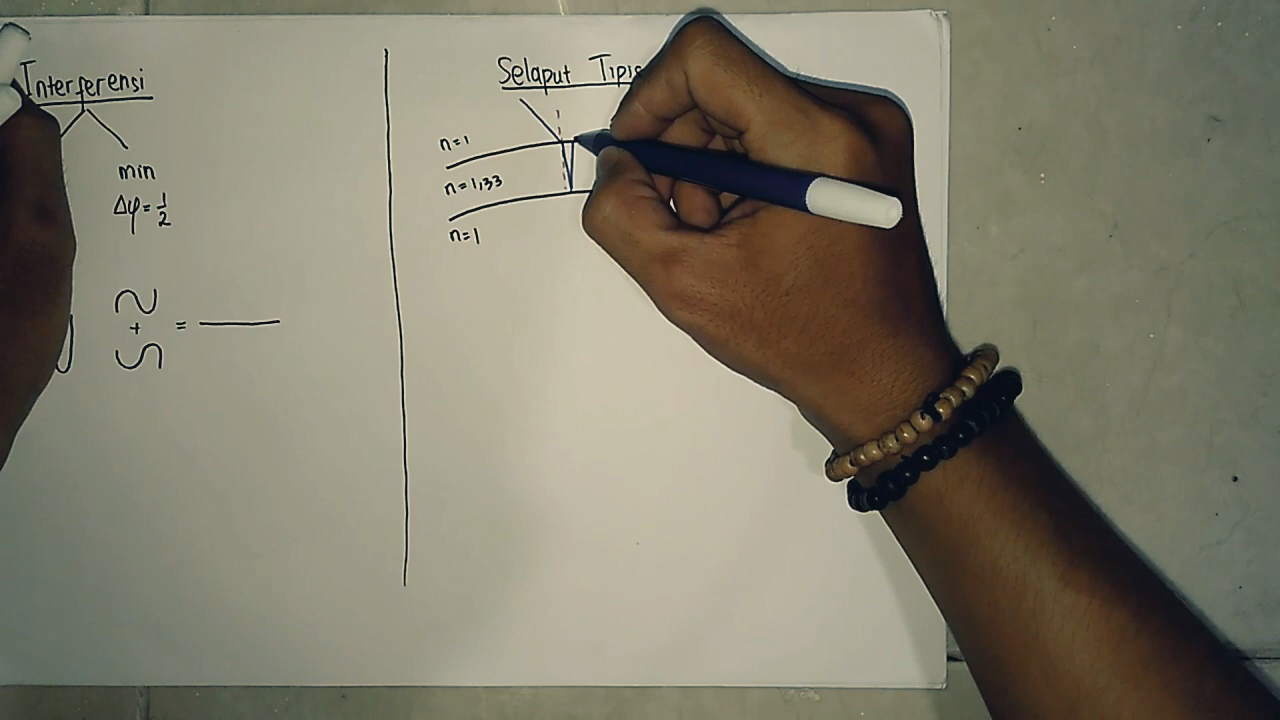 Interferensi
min
Δφ = 1/2
+ =
Selaput Tipis
n=1
n=1,33
n=1